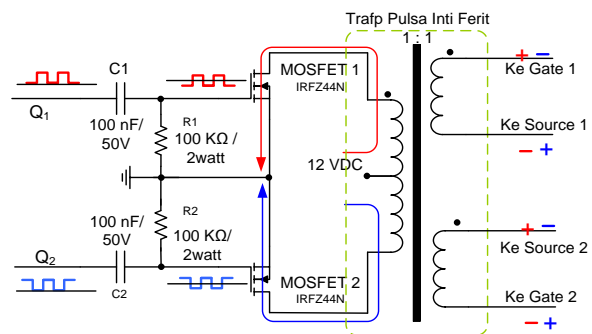 Trafp Pulsa Inti Ferit
1 : 1
C1
MOSFET 1
IRFZ44N
+ −
Ke Gate 1
Q1
100 nF/
50V
R1
100 KΩ /
2watt
Ke Source 1
− +
12 VDC
100 nF/
50V
R2
100 KΩ/
2watt
+ −
Ke Source 2
Q2
C2
MOSFET 2
IRFZ44N
Ke Gate 2
− +